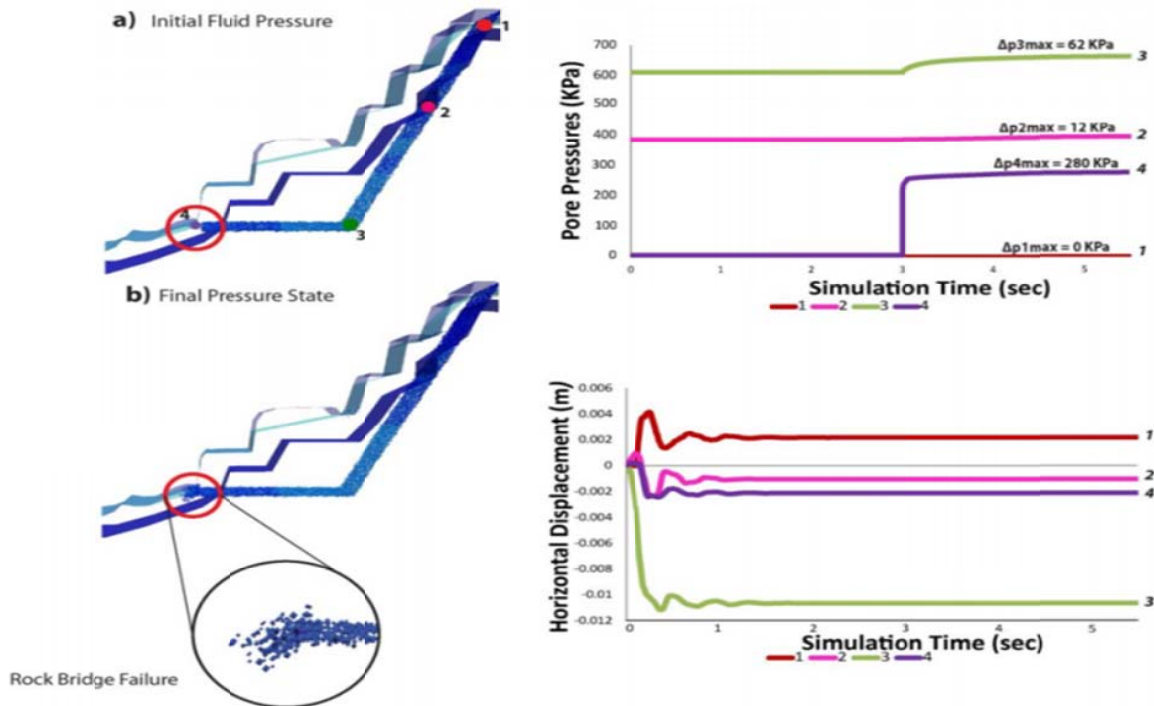 a) Initial Fluid Pressure
1
2
3
4
b) Final Pressure State
Rock Bridge Failure
Pore Pressures (KPa)
700
600
500
400
300
200
100
0
Δp3max = 62 KPa
3
Δp2max = 12 KPa
2
Δp4max = 280 KPa
4
Δp1max = 0 KPa
1
0 1 2 3 4 5
Simulation Time (sec)
1 2 3 4
Horizontal Displacement (m)
0.006
0.004
0.002
0
-0.002
-0.004
-0.006
-0.008
-0.01
-0.012
1
2
4
3
0 1 2 3 4 5
Simulation Time (sec)
1 2 3 4